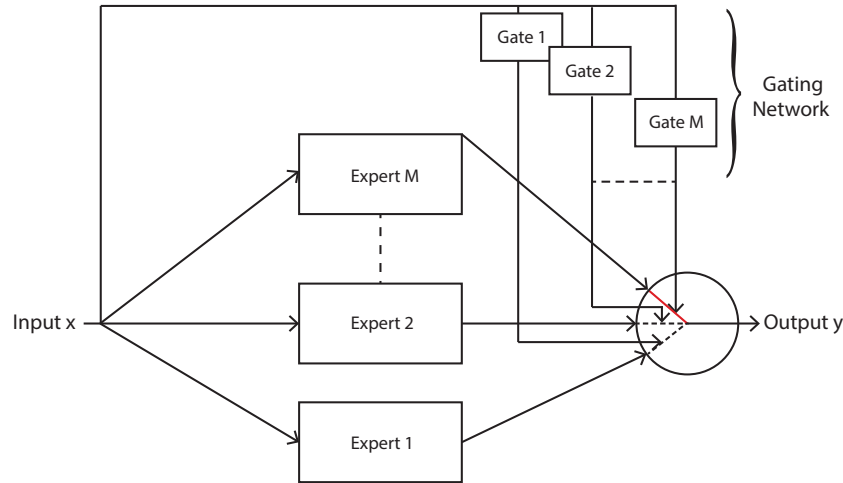 Gate 1
Gate 2
Gate M
Gating
Network
Expert M
Input x
Expert 2
Output y
Expert 1